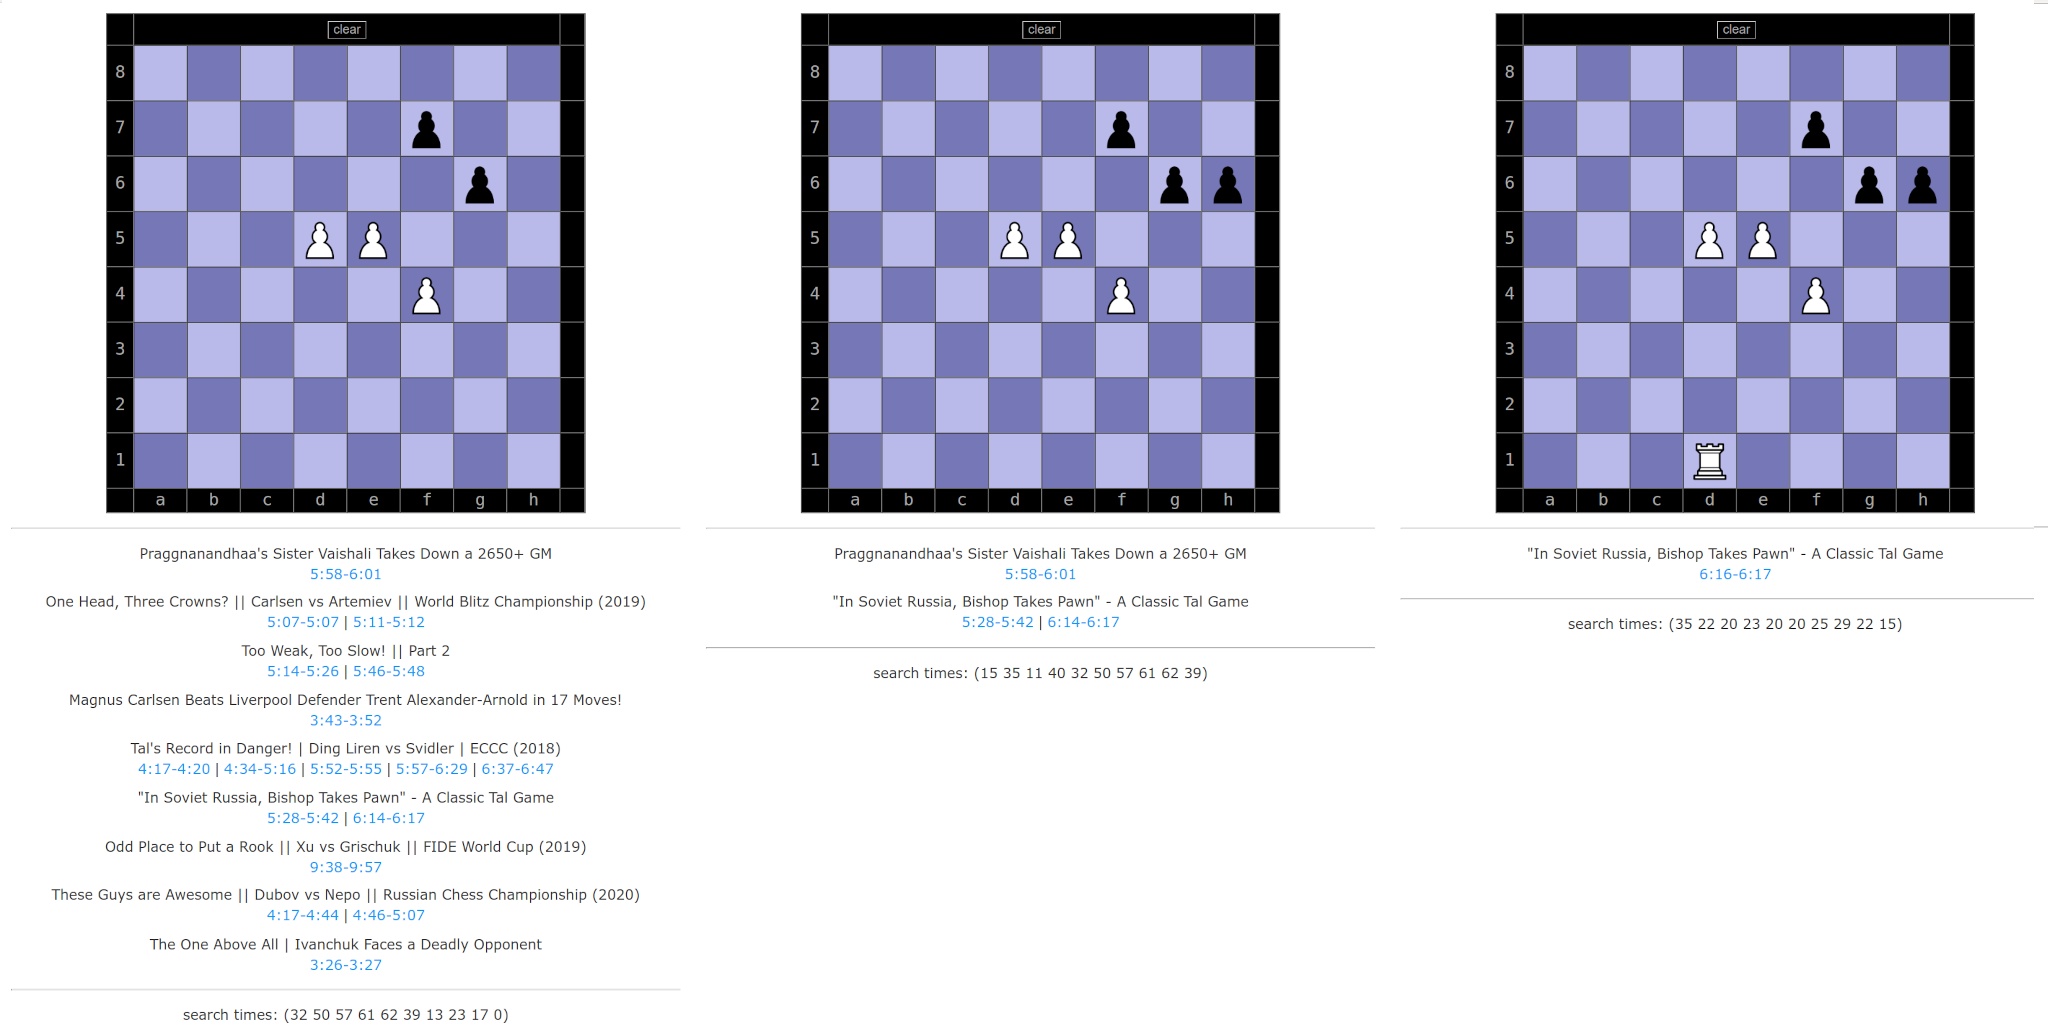 clear
8
7
6
5
4
3
2
1
a b c d e f g h
Praggnanandhaa's Sister Vaishali Takes Down a 2650+ GM
5:58-6:01
One Head, Three Crowns? || Carlsen vs Artemiev || World Blitz Championship (2019)
5:07-5:07 | 5:11-5:12
Too Weak, Too Slow! || Part 2
5:14-5:26 | 5:46-5:48
Magnus Carlsen Beats Liverpool Defender Trent Alexander-Arnold in 17 Moves!
3:43-3:52
Tal's Record in Danger! | Ding Liren vs Svidler | ECCC (2018)
4:17-4:20 | 4:34-5:16 | 5:52-5:55 | 5:57-6:29 | 6:37-6:47
"In Soviet Russia, Bishop Takes Pawn" - A Classic Tal Game
5:28-5:42 | 6:14-6:17
Odd Place to Put a Rook || Xu vs Grischuk || FIDE World Cup (2019)
9:38-9:57
These Guys are Awesome || Dubov vs Nepo || Russian Chess Championship (2020)
4:17-4:44 | 4:46-5:07
The One Above All | Ivanchuk Faces a Deadly Opponent
3:26-3:27
search times: (32 50 57 61 62 39 13 23 17 0)
clear
8
7
6
5
4
3
2
1
a b c d e f g h
Praggnanandhaa's Sister Vaishali Takes Down a 2650+ GM
5:58-6:01
"In Soviet Russia, Bishop Takes Pawn" - A Classic Tal Game
5:28-5:42 | 6:14-6:17
search times: (15 35 11 40 32 50 57 61 62 39)
clear
8
7
6
5
4
3
2
1
a b c d e f g h
"In Soviet Russia, Bishop Takes Pawn" - A Classic Tal Game
6:16-6:17
search times: (35 22 20 23 20 20 25 29 22 15)